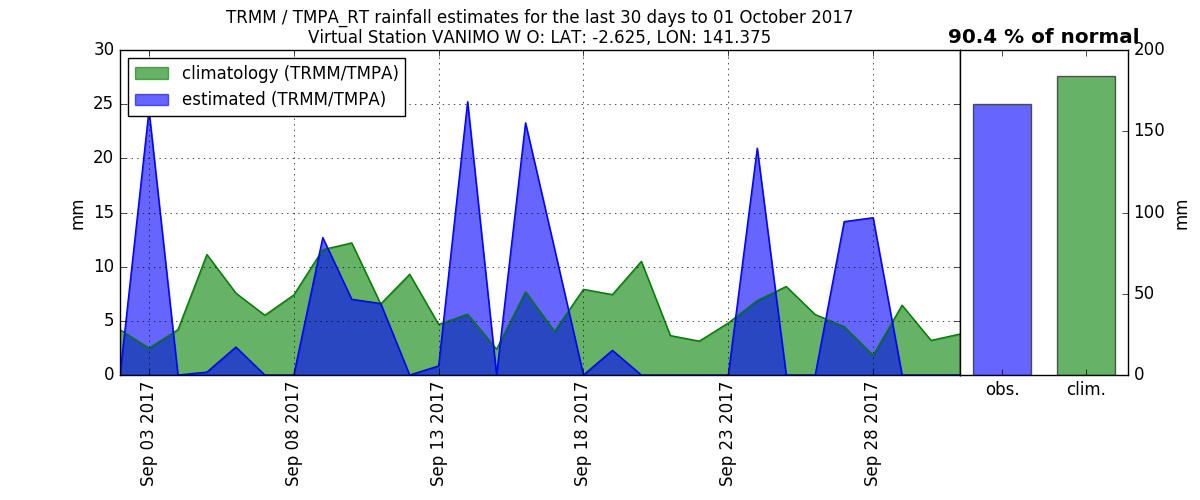 TRMM / TMPA_RT rainfall estimates for the last 30 days to 01 October 2017
Virtual Station VANIMO W O: LAT: -2.625, LON: 141.375
90.4 % of normal
climatology (TRMM/TMPA)
estimated (TRMM/TMPA)
30
25
20
15
10
5
0
mm
Sep 03 2017
Sep 08 2017
Sep 13 2017
Sep 18 2017
Sep 23 2017
Sep 28 2017
200
150
100
50
0
mm
obs.
clim.